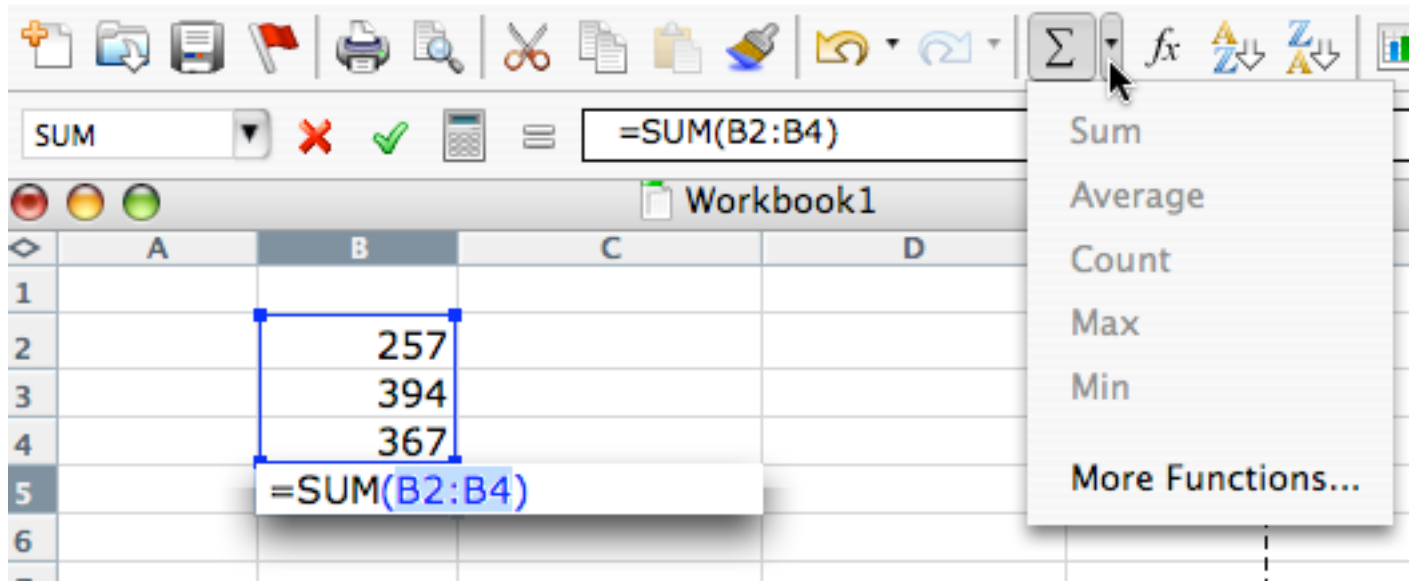 Σ fx A Z Z A
SUM =SUM(B2:B4)
Sum
Average
Count
Max
Min
More Functions...
Workbook1
A B C D
1
2 257
3 394
4 367
5 =SUM(B2:B4)
6